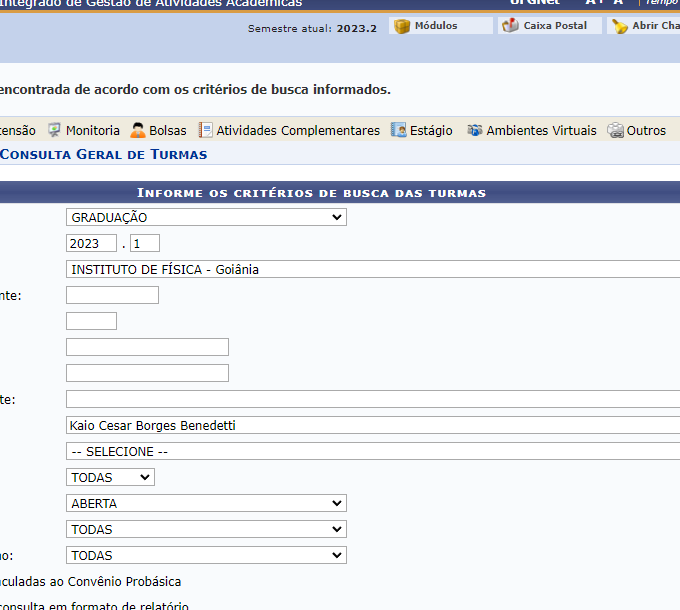 Integrado de Gestão de Atividades Acadêmicas UFGNet A+ A Tempo
Semestre atual: 2023.2 Módulos Caixa Postal Abrir Cha
encontrada de acordo com os critérios de busca informados.
tensão Monitoria Bolsas Atividades Complementares Estágio Ambientes Virtuais Outros
Consulta Geral de Turmas
Informe os critérios de busca das turmas
GRADUAÇÃO
2023 . 1
INSTITUTO DE FÍSICA - Goiânia
nte:
te:
Kaio Cesar Borges Benedetti
-- SELECIONE --
TODAS
ABERTA
TODAS
o: TODAS
culadas ao Convênio Probásica
consulta em formato de relatório